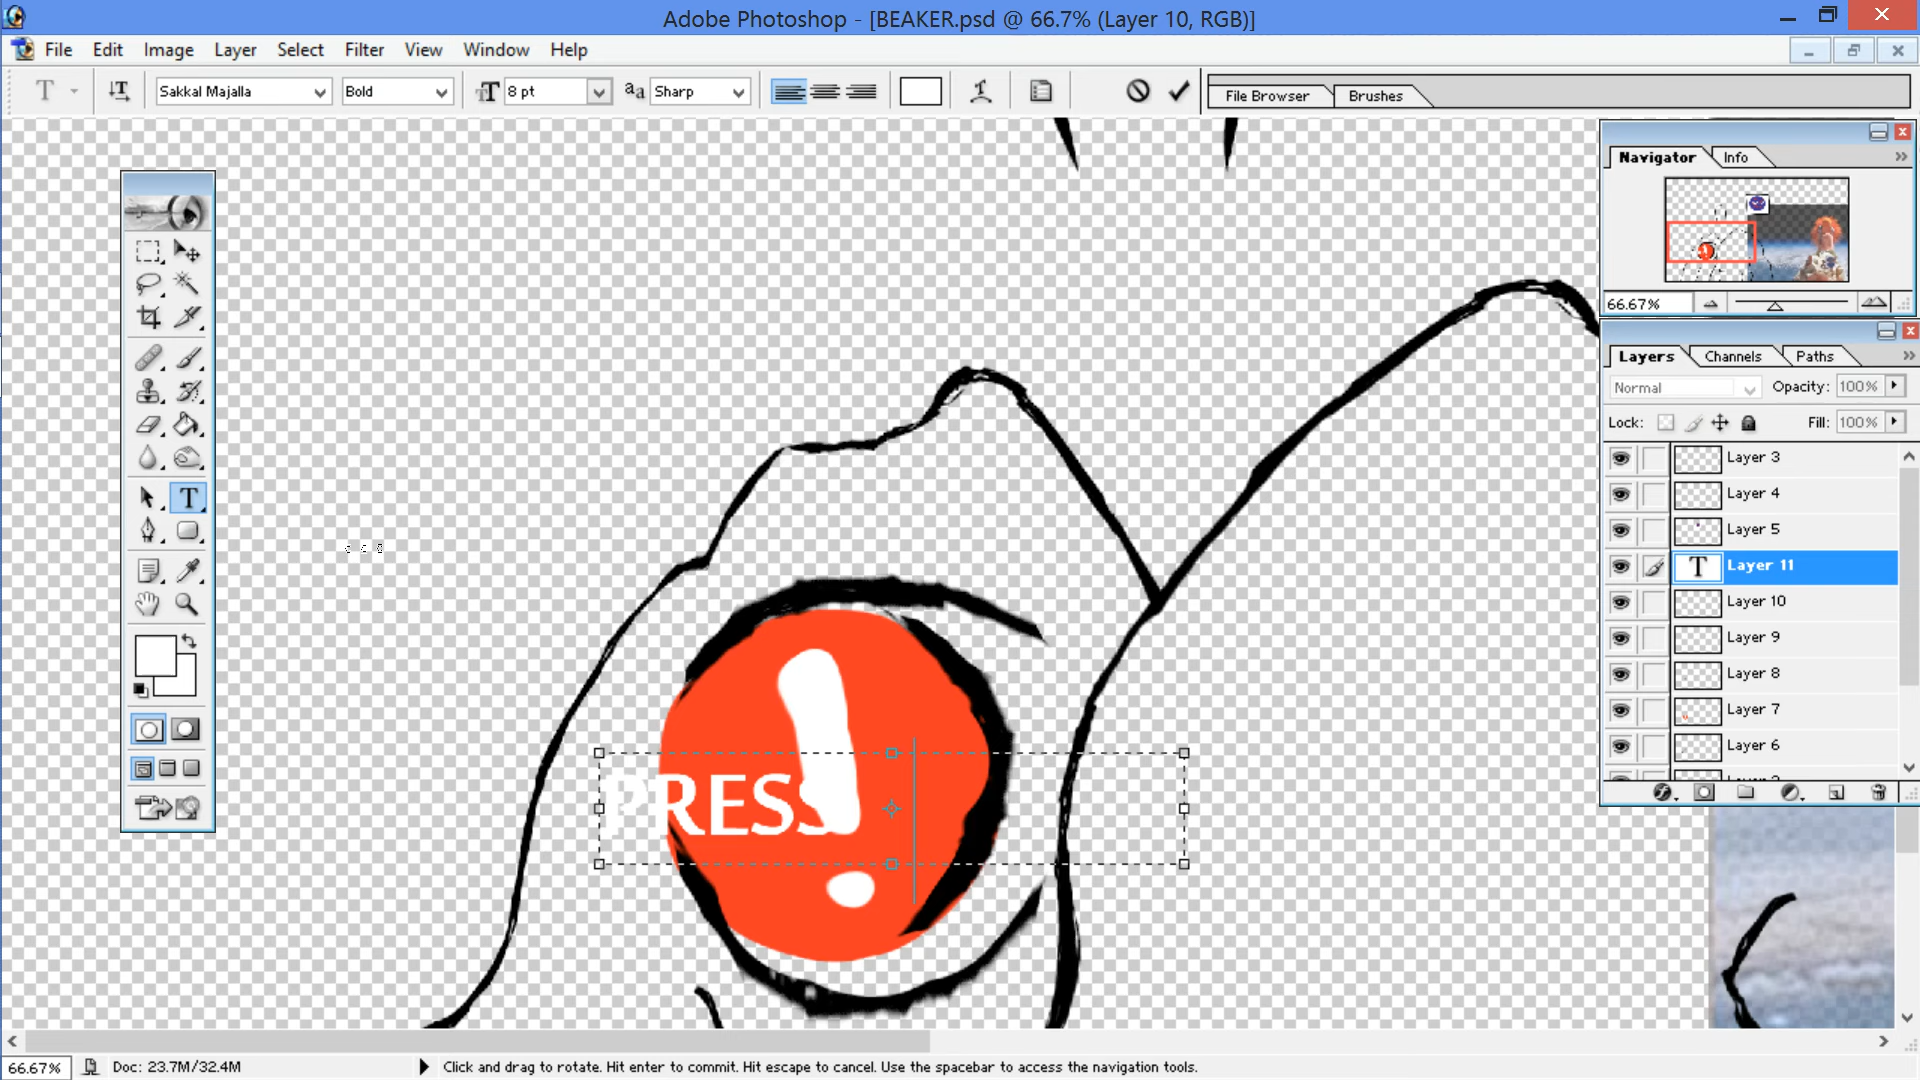 Adobe Photoshop - [BEAKER.psd @ 66.7% (Layer 10, RGB)]
File Edit Image Layer Select Filter View Window Help
T Sakkal Majalla Bold TT 8 pt aa Sharp File Browser Brushes
Navigator Info
66.67%
Layers Channels Paths
Normal Opacity: 100%
Lock: Fill: 100%
Layer 3
Layer 4
Layer 5
T Layer 11
Layer 10
Layer 9
Layer 8
Layer 7
Layer 6
T
!
PRESS
66.67% Doc: 23.7M/32.4M Click and drag to rotate. Hit enter to commit. Hit escape to cancel. Use the spacebar to access the navigation tools.